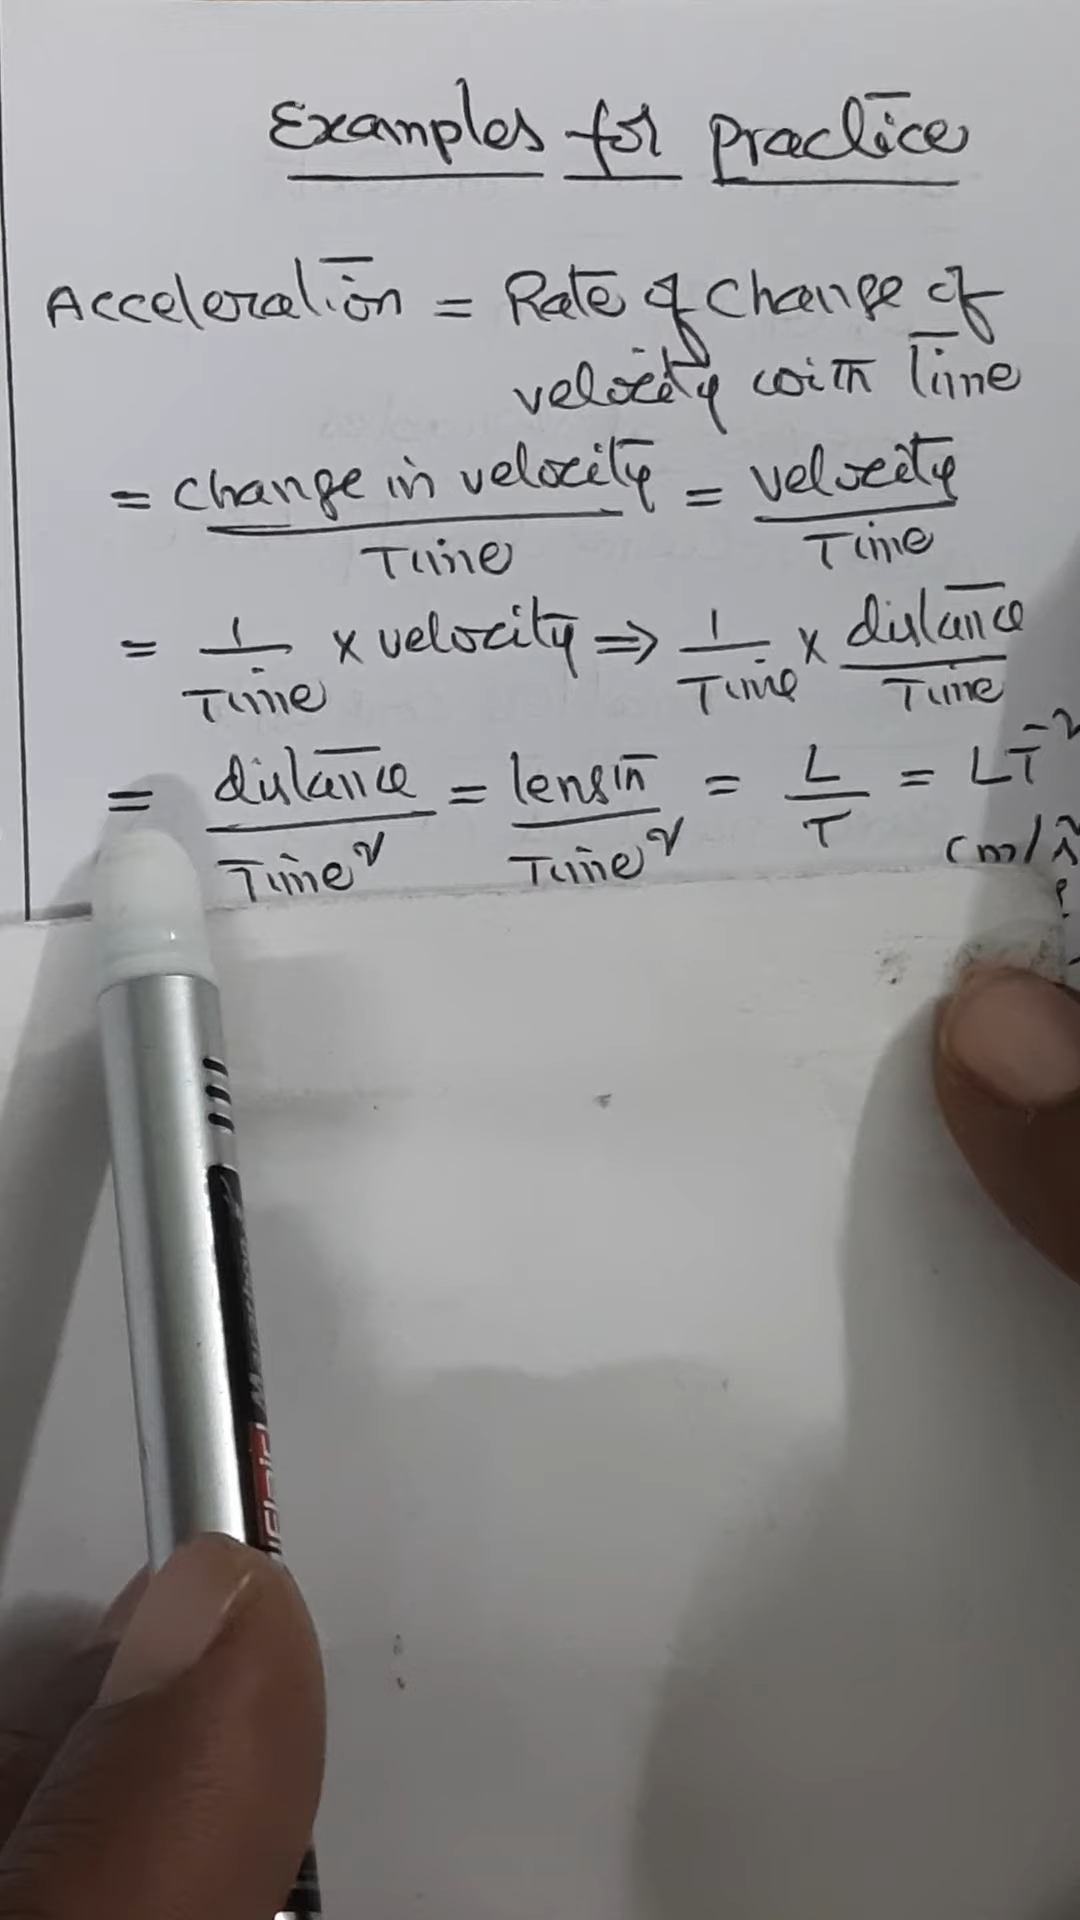 Examples for practice
Acceleration = Rate of change of
velocity with Time
= change in velocity / Time = velocity / Time
= 1 / Time × velocity ⇒ 1 / Time × distance / Time
= distance / Time² = length / Time² = L / T = LT⁻²
Flair